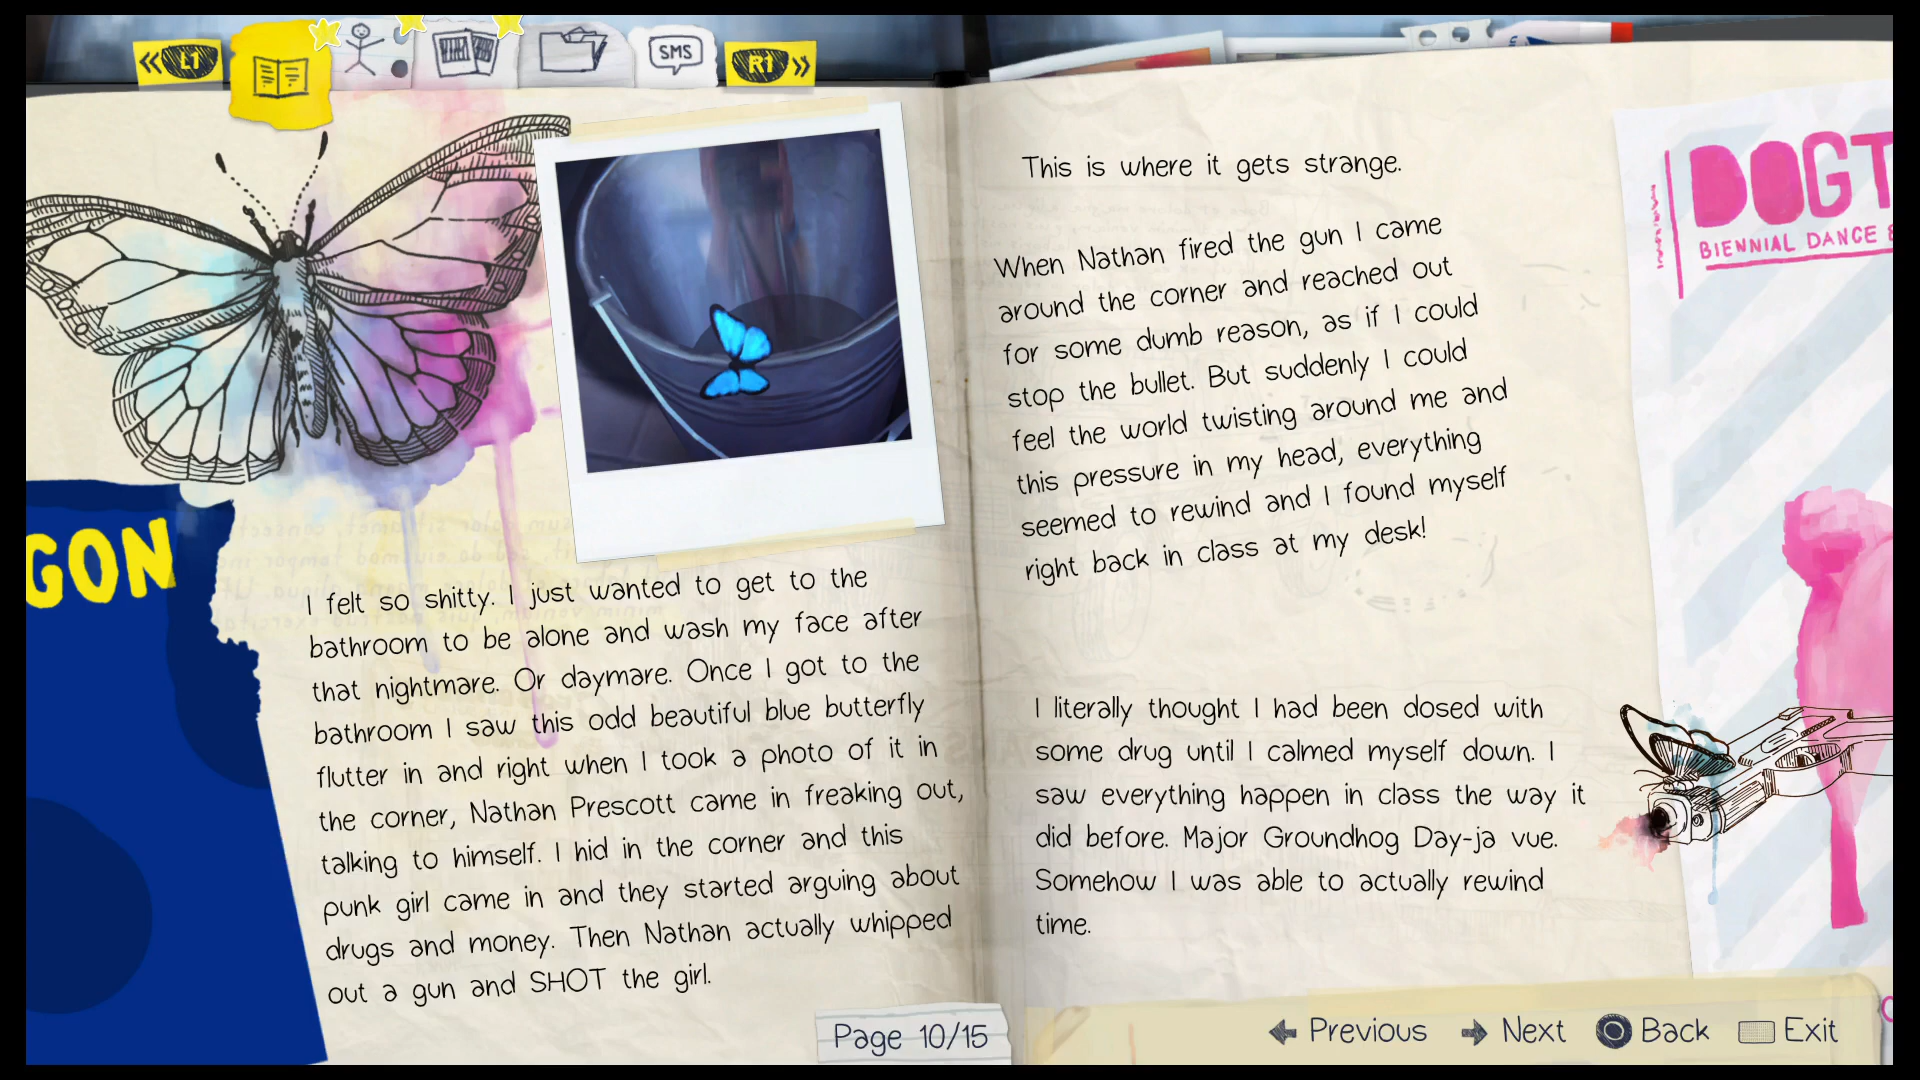 L1
SMS
R1
GON
I felt so shitty. I just wanted to get to the
bathroom to be alone and wash my face after
that nightmare. Or daymare. Once I got to the
bathroom I saw this odd beautiful blue butterfly
flutter in and right when I took a photo of it in
the corner, Nathan Prescott came in freaking out,
talking to himself. I hid in the corner and this
punk girl came in and they started arguing about
drugs and money. Then Nathan actually whipped
out a gun and SHOT the girl.
This is where it gets strange.
When Nathan fired the gun I came
around the corner and reached out
for some dumb reason, as if I could
stop the bullet. But suddenly I could
feel the world twisting around me and
this pressure in my head, everything
seemed to rewind and I found myself
right back in class at my desk!
I literally thought I had been dosed with
some drug until I calmed myself down. I
saw everything happen in class the way it
did before. Major Groundhog Day-ja vue.
Somehow I was able to actually rewind
time.
DOGT
BIENNIAL DANCE &
Page 10/15
Previous
Next
Back
Exit